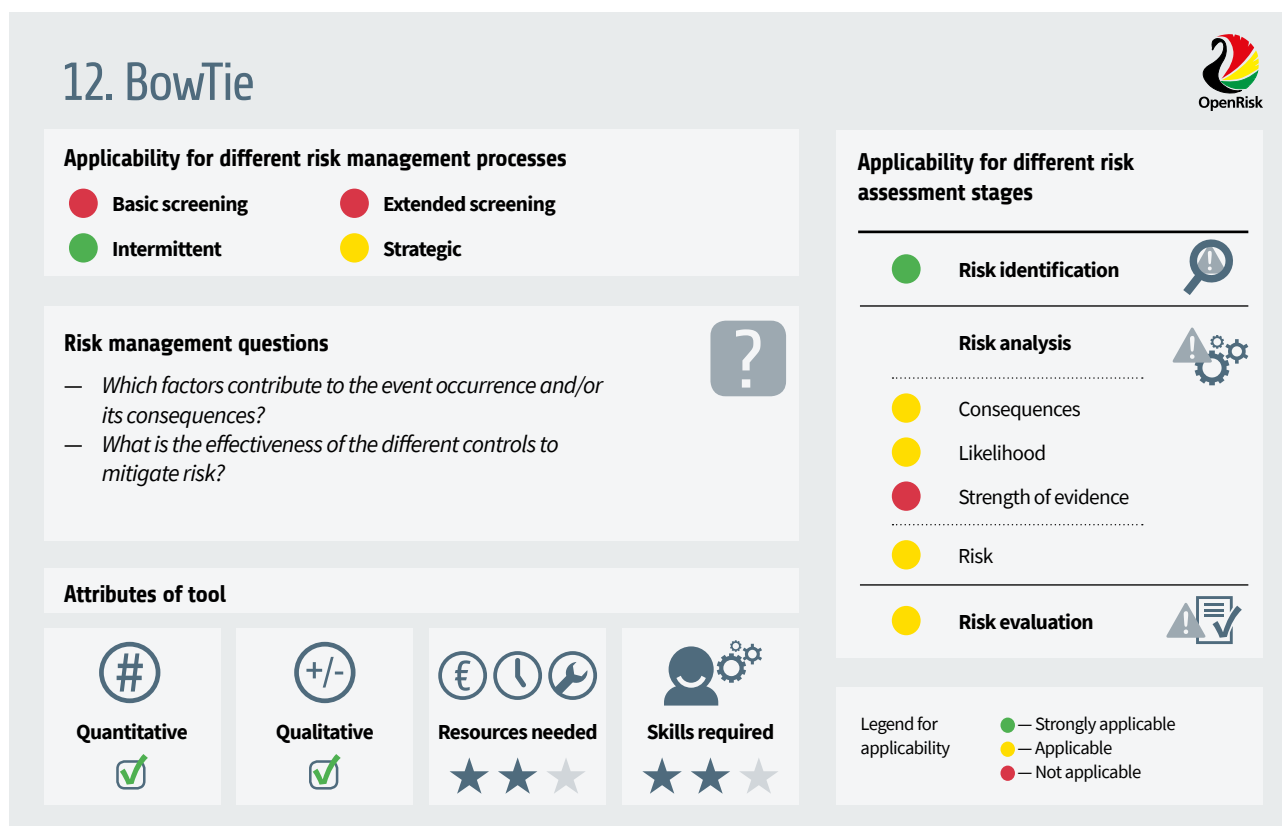 12. BowTie
OpenRisk
Applicability for different risk management processes
Basic screening
Extended screening
Intermittent
Strategic
Risk management questions
?
— Which factors contribute to the event occurrence and/or
its consequences?
— What is the effectiveness of the different controls to
mitigate risk?
Attributes of tool
#
Quantitative
+/-
Qualitative
€
Resources needed
Skills required
Applicability for different risk
assessment stages
!
Risk identification
Risk analysis
!
Consequences
Likelihood
Strength of evidence
Risk
Risk evaluation
!
Legend for
applicability
— Strongly applicable
— Applicable
— Not applicable